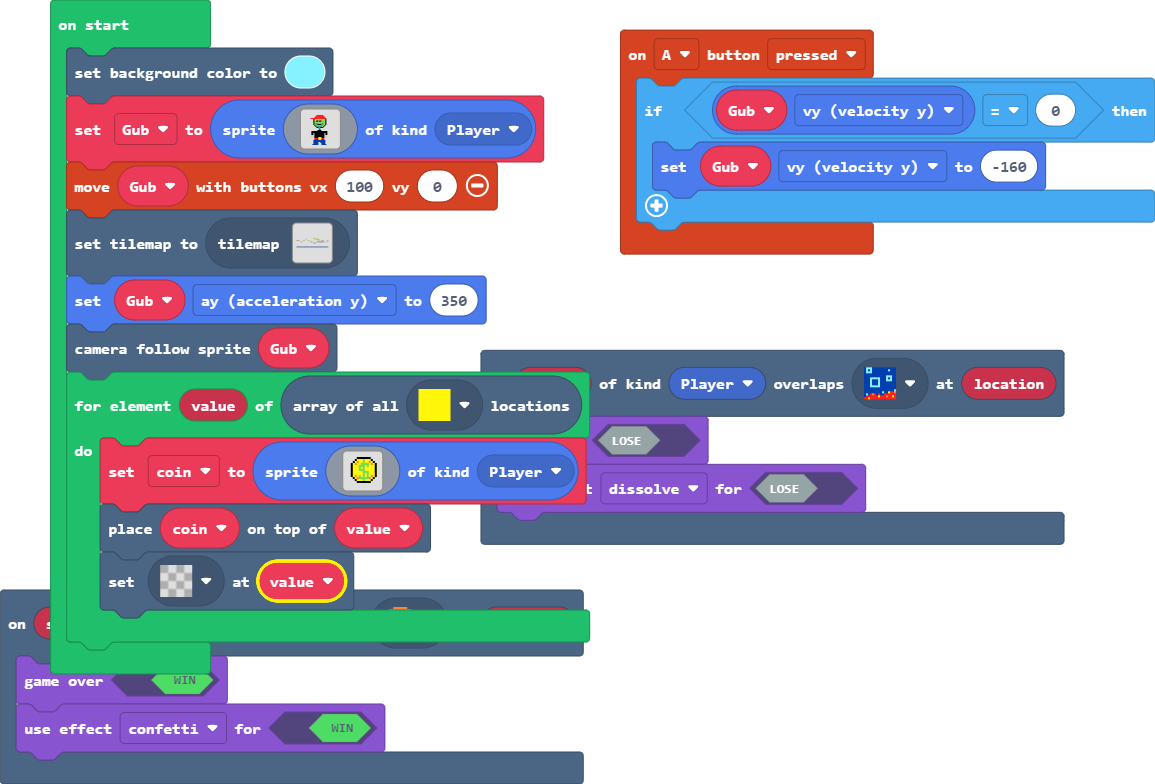 on start
set background color to
set Gub to sprite of kind Player
move Gub with buttons vx 100 vy 0
set tilemap to tilemap
set Gub ay (acceleration y) to 350
camera follow sprite Gub
for element value of array of all locations
do
set coin to sprite $ of kind Player
place coin on top of value
set at value
on A button pressed
if Gub vy (velocity y) = 0 then
set Gub vy (velocity y) to -160
of kind Player overlaps at location
LOSE
dissolve for LOSE
on
game over WIN
use effect confetti for WIN